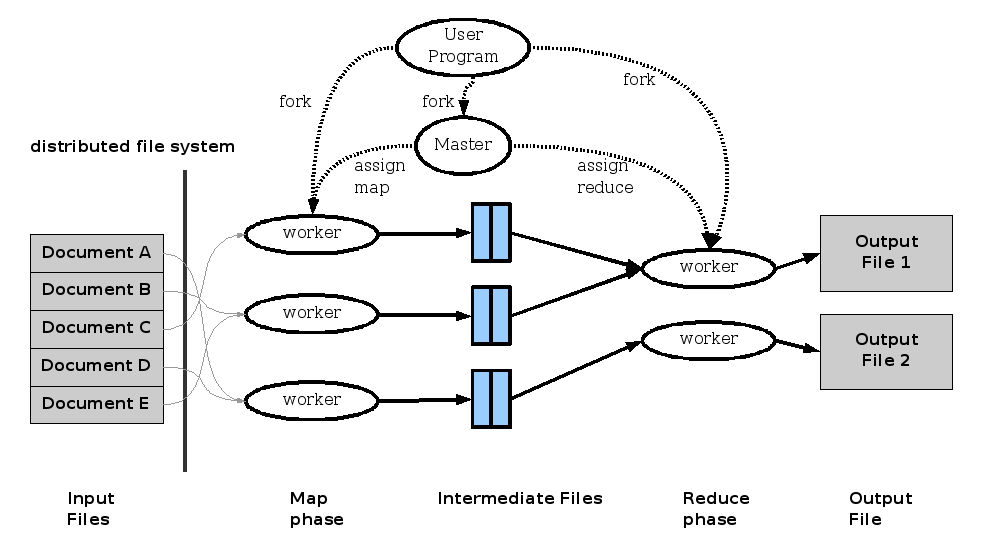 User
Program
fork
fork
fork
Master
distributed file system
assign
map
assign
reduce
worker
worker
worker
Document A
Document B
Document C
Document D
Document E
worker
worker
Output
File 1
Output
File 2
Input
Files
Map
phase
Intermediate Files
Reduce
phase
Output
File